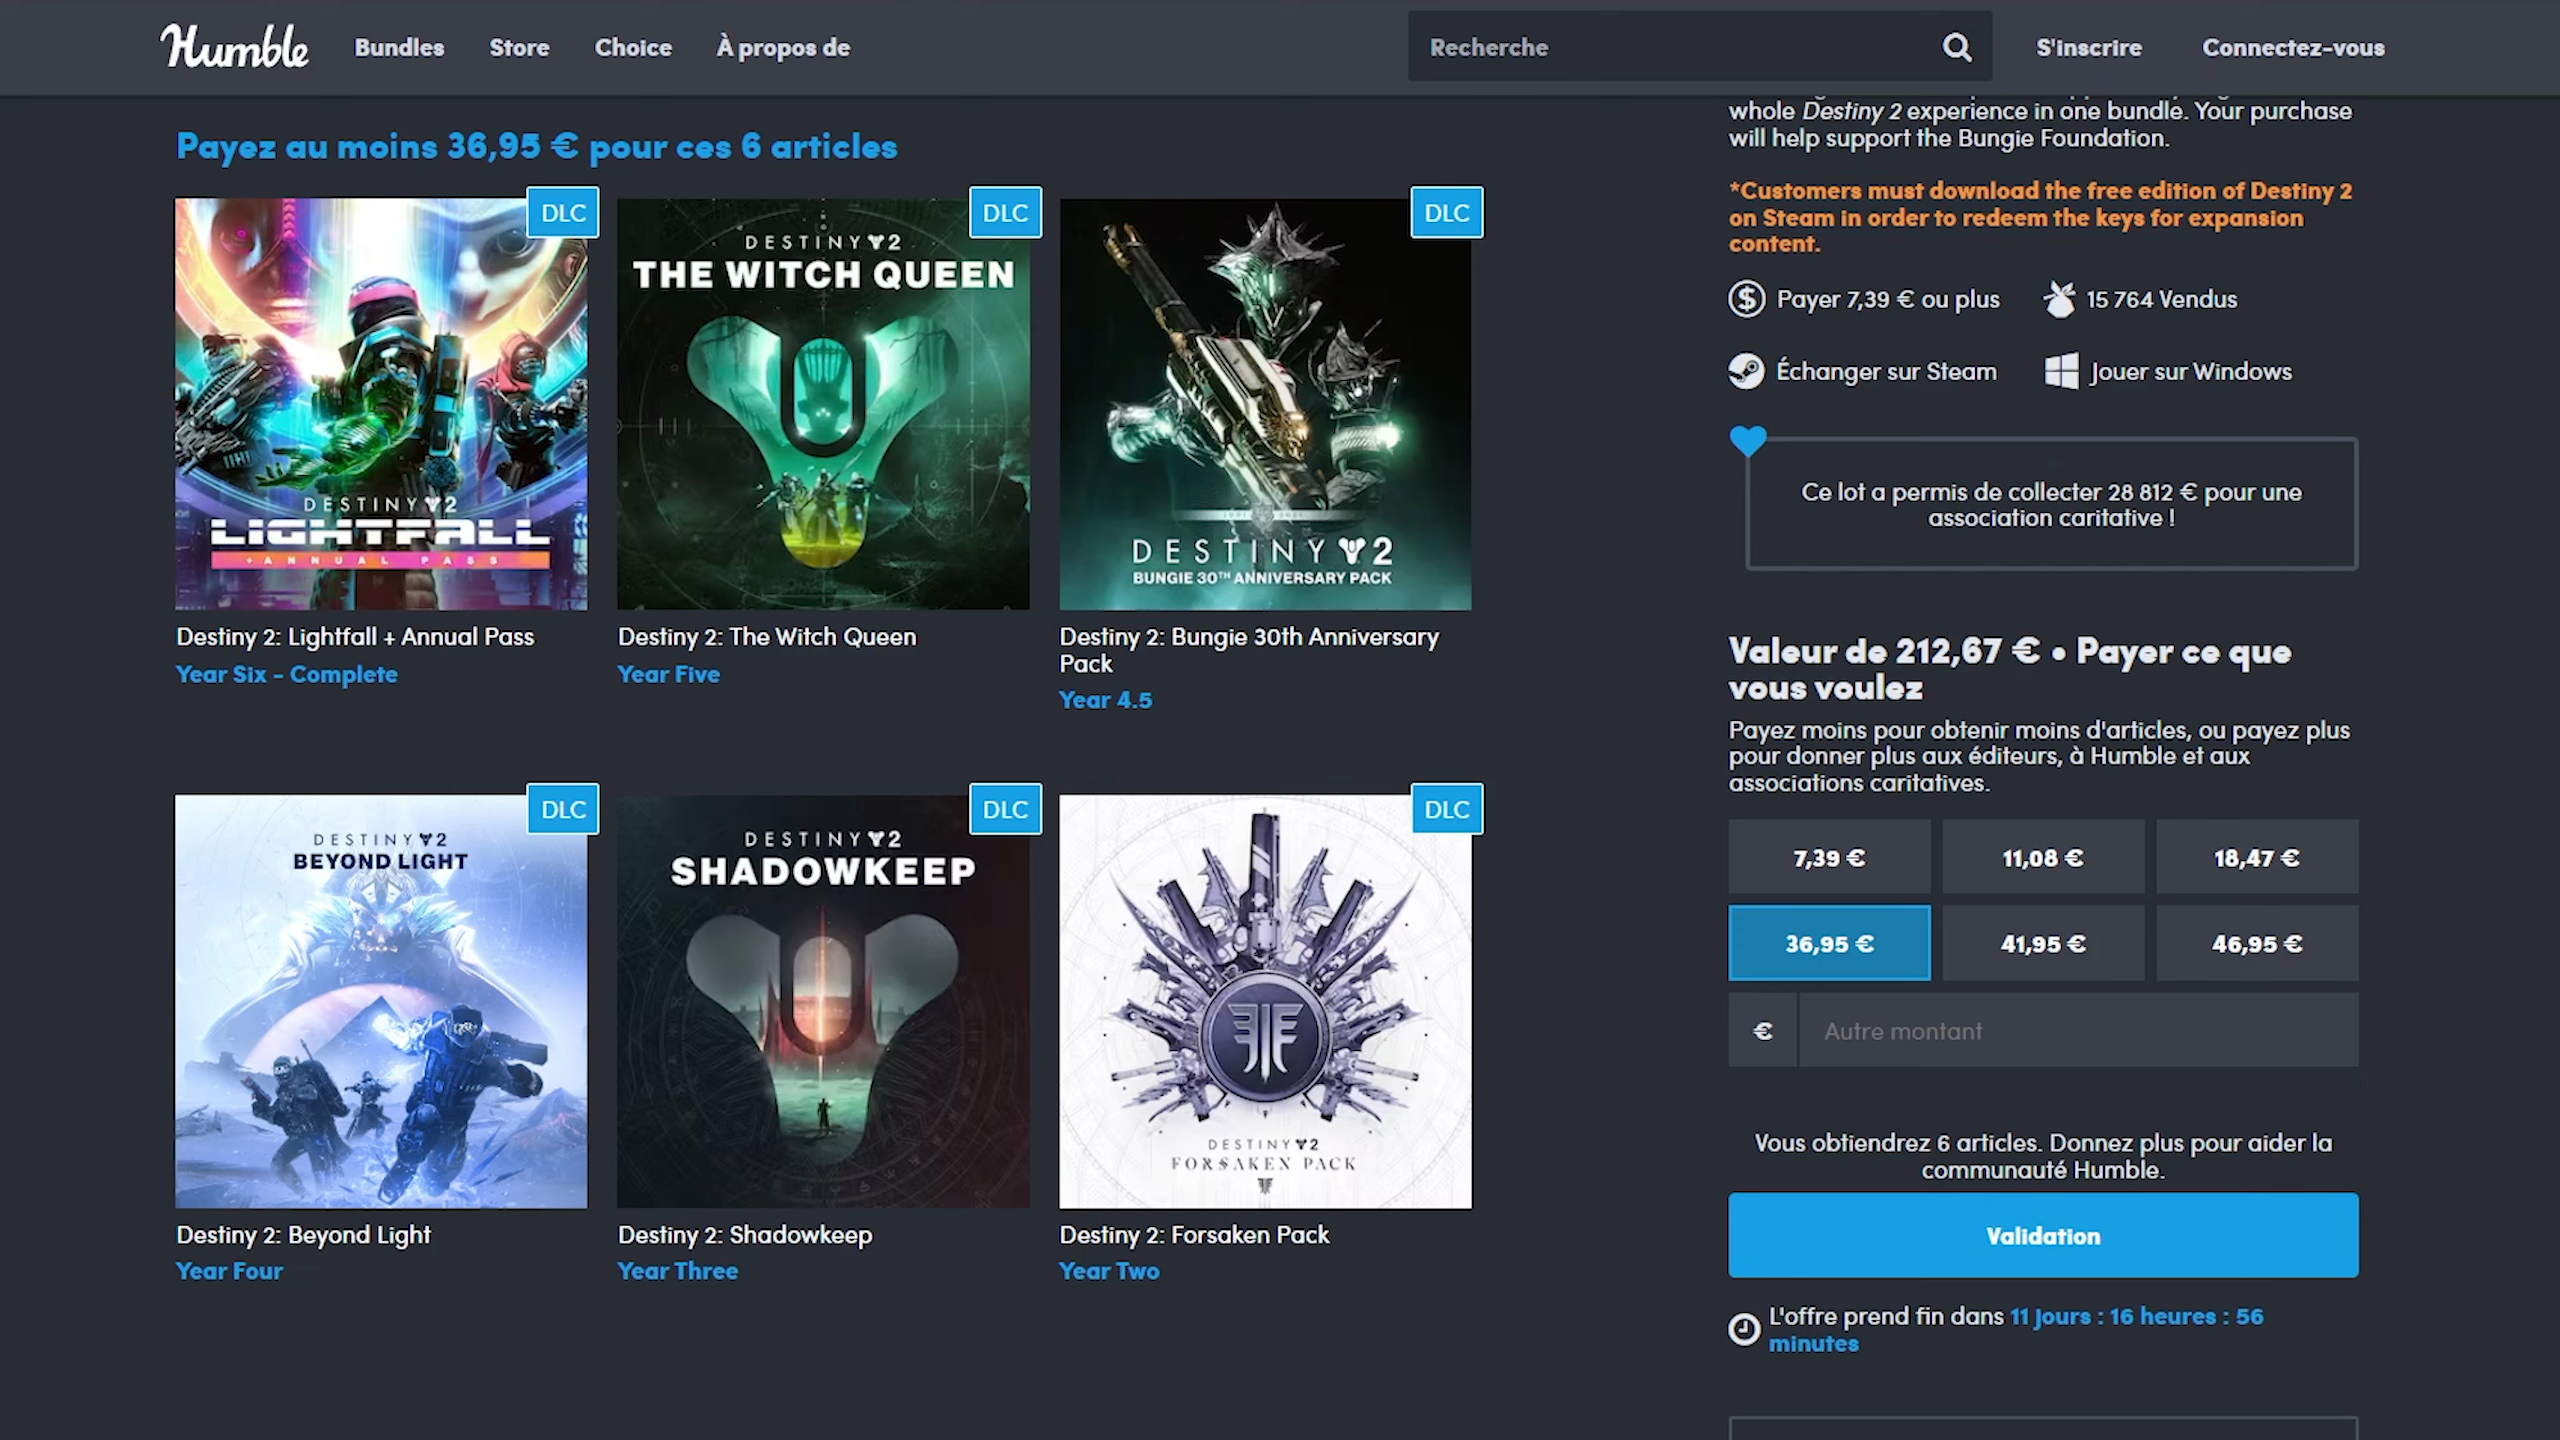 Humble
Bundles
Store
Choice
À propos de
Recherche
S'inscrire
Connectez-vous
Payez au moins 36,95 € pour ces 6 articles
DLC
DESTINY 2
LIGHTFALL
+ ANNUAL PASS
Destiny 2: Lightfall + Annual Pass
Year Six - Complete
DLC
DESTINY 2
THE WITCH QUEEN
Destiny 2: The Witch Queen
Year Five
DLC
DESTINY 2
BUNGIE 30TH ANNIVERSARY PACK
Destiny 2: Bungie 30th Anniversary
Pack
Year 4.5
DLC
DESTINY 2
BEYOND LIGHT
Destiny 2: Beyond Light
Year Four
DLC
DESTINY 2
SHADOWKEEP
Destiny 2: Shadowkeep
Year Three
DLC
DESTINY 2
FORSAKEN PACK
Destiny 2: Forsaken Pack
Year Two
whole Destiny 2 experience in one bundle. Your purchase
will help support the Bungie Foundation.
*Customers must download the free edition of Destiny 2
on Steam in order to redeem the keys for expansion
content.
Payer 7,39 € ou plus
15 764 Vendus
Échanger sur Steam
Jouer sur Windows
Ce lot a permis de collecter 28 812 € pour une
association caritative !
Valeur de 212,67 € • Payer ce que
vous voulez
Payez moins pour obtenir moins d'articles, ou payez plus
pour donner plus aux éditeurs, à Humble et aux
associations caritatives.
7,39 €
11,08 €
18,47 €
36,95 €
41,95 €
46,95 €
€
Autre montant
Vous obtiendrez 6 articles. Donnez plus pour aider la
communauté Humble.
Validation
L'offre prend fin dans 11 Jours : 16 heures : 56
minutes